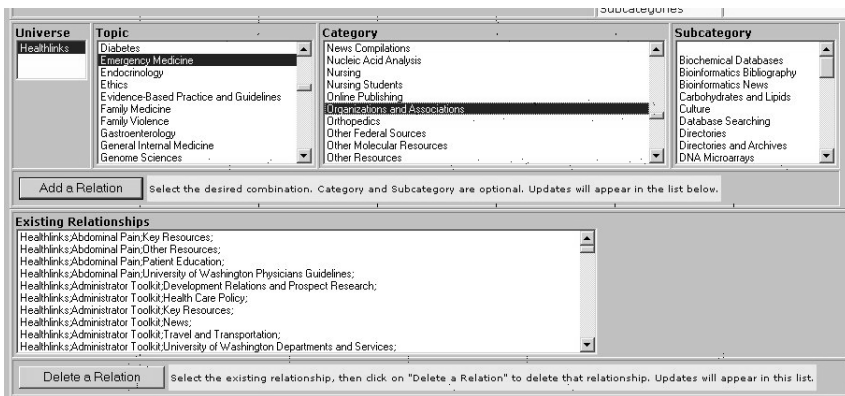 Subcategories
Universe
Healthlinks
Topic
Diabetes
Emergency Medicine
Endocrinology
Ethics
Evidence-Based Practice and Guidelines
Family Medicine
Family Violence
Gastroenterology
General Internal Medicine
Genome Sciences
Category
News Compilations
Nucleic Acid Analysis
Nursing
Nursing Students
Online Publishing
Organizations and Associations
Orthopedics
Other Federal Sources
Other Molecular Resources
Other Resources
Subcategory
Biochemical Databases
Bioinformatics Bibliography
Bioinformatics News
Carbohydrates and Lipids
Culture
Database Searching
Directories
Directories and Archives
DNA Microarrays
Add a Relation
Select the desired combination. Category and Subcategory are optional. Updates will appear in the list below.
Existing Relationships
Healthlinks;Abdominal Pain;Key Resources;
Healthlinks;Abdominal Pain;Other Resources;
Healthlinks;Abdominal Pain;Patient Education;
Healthlinks;Abdominal Pain;University of Washington Physicians Guidelines;
Healthlinks;Administrator Toolkit;Development Relations and Prospect Research;
Healthlinks;Administrator Toolkit;Health Care Policy;
Healthlinks;Administrator Toolkit;Key Resources;
Healthlinks;Administrator Toolkit;News;
Healthlinks;Administrator Toolkit;Travel and Transportation;
Healthlinks;Administrator Toolkit;University of Washington Departments and Services;
Delete a Relation
Select the existing relationship, then click on "Delete a Relation" to delete that relationship. Updates will appear in this list.